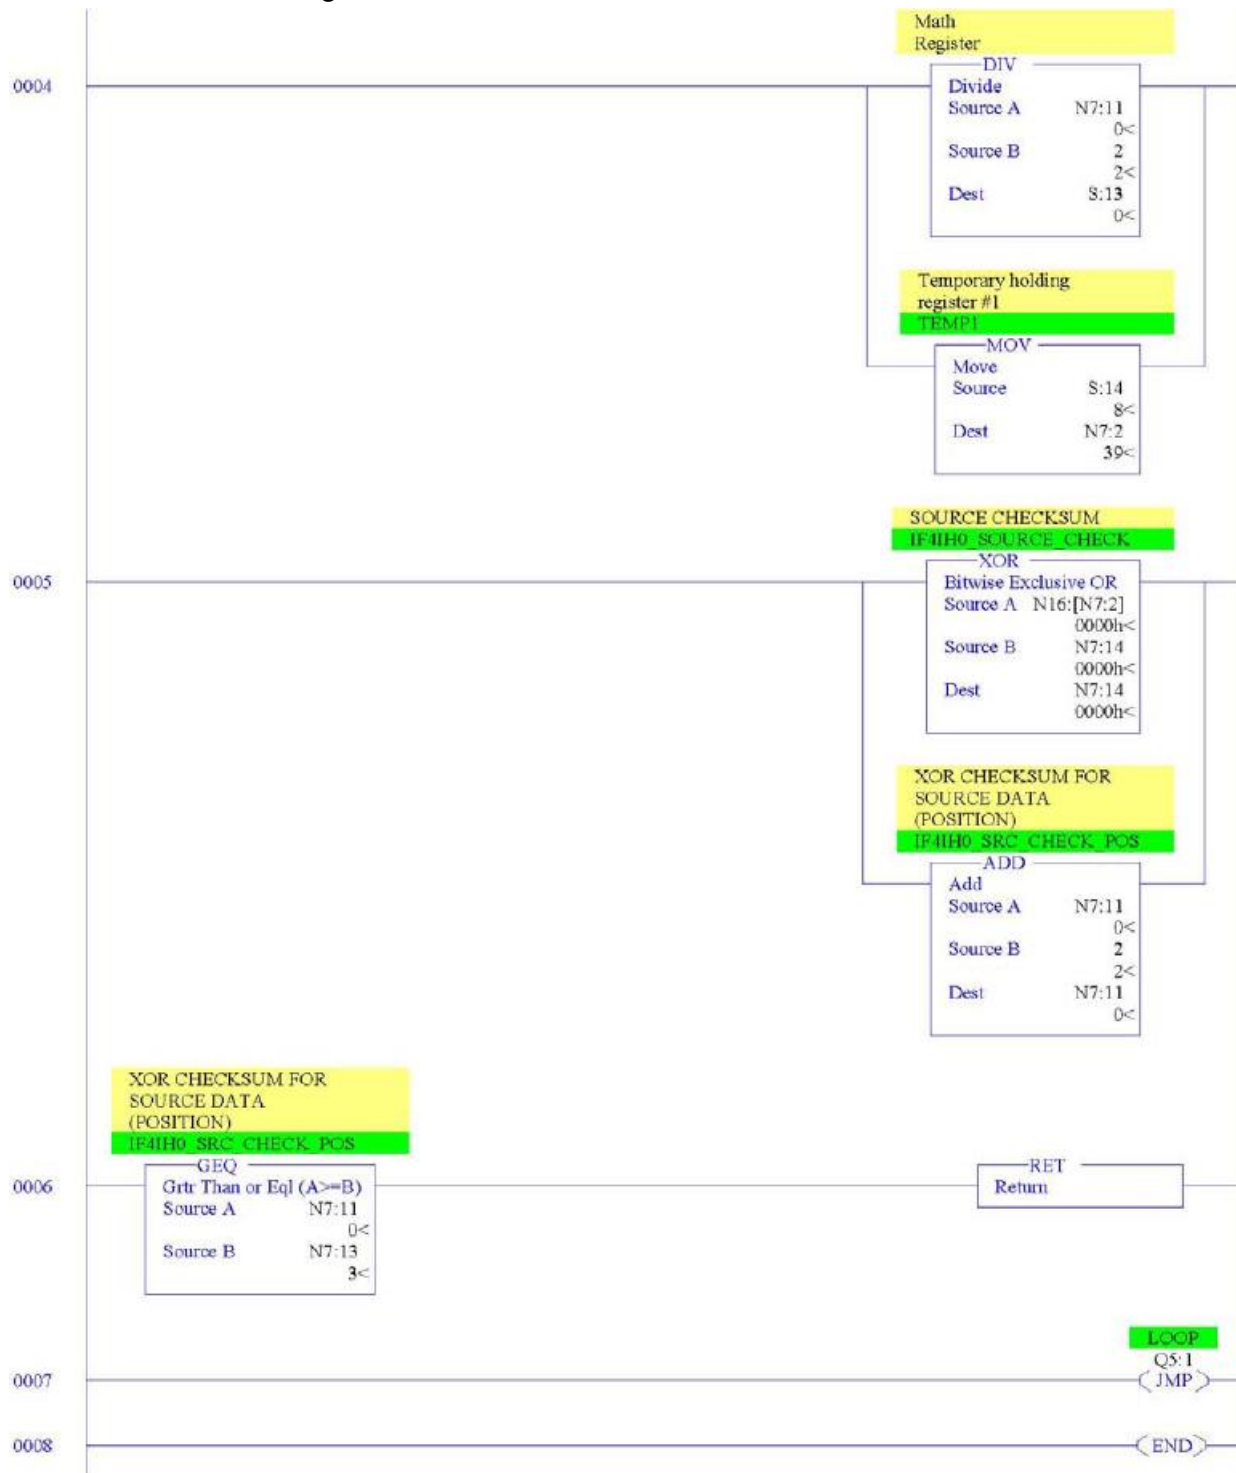 Math
Register
DIV
0004
Divide
Source A N7:11
0<
Source B 2
2<
Dest S:13
0<
Temporary holding
register #1
TEMP1
MOV
Move
Source S:14
8<
Dest N7:2
39<
SOURCE CHECKSUM
IF4IH0_SOURCE_CHECK
XOR
0005
Bitwise Exclusive OR
Source A N16:[N7:2]
0000h<
Source B N7:14
0000h<
Dest N7:14
0000h<
XOR CHECKSUM FOR
SOURCE DATA
(POSITION)
IF4IH0_SRC_CHECK_POS
ADD
Add
Source A N7:11
0<
Source B 2
2<
Dest N7:11
0<
XOR CHECKSUM FOR
SOURCE DATA
(POSITION)
IF4IH0_SRC_CHECK_POS
GEQ
RET
0006
Grtr Than or Eql (A>=B)
Return
Source A N7:11
0<
Source B N7:13
3<
LOOP
Q5:1
0007
JMP
0008
END